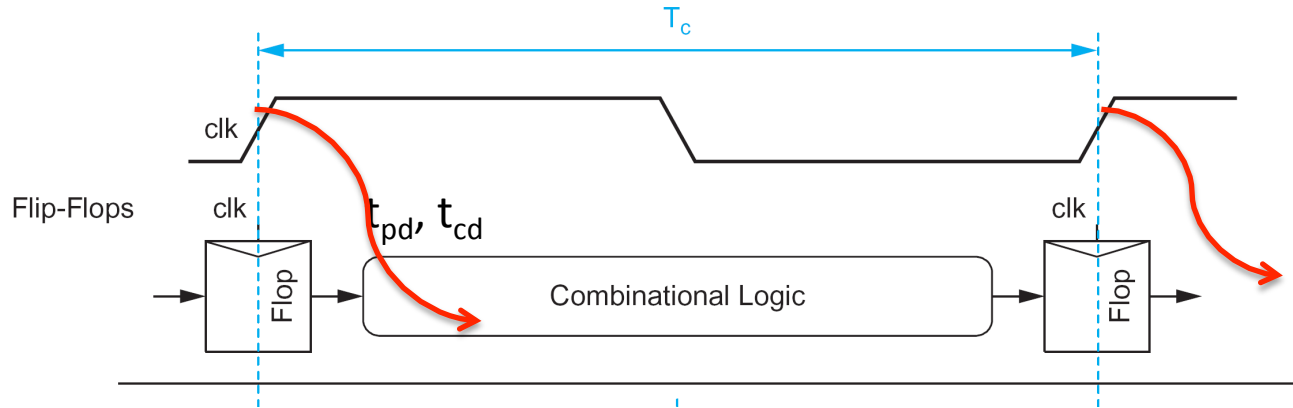 Tc
clk
Flip-Flops
clk
tpd, tcd
clk
Flop
Combinational Logic
Flop